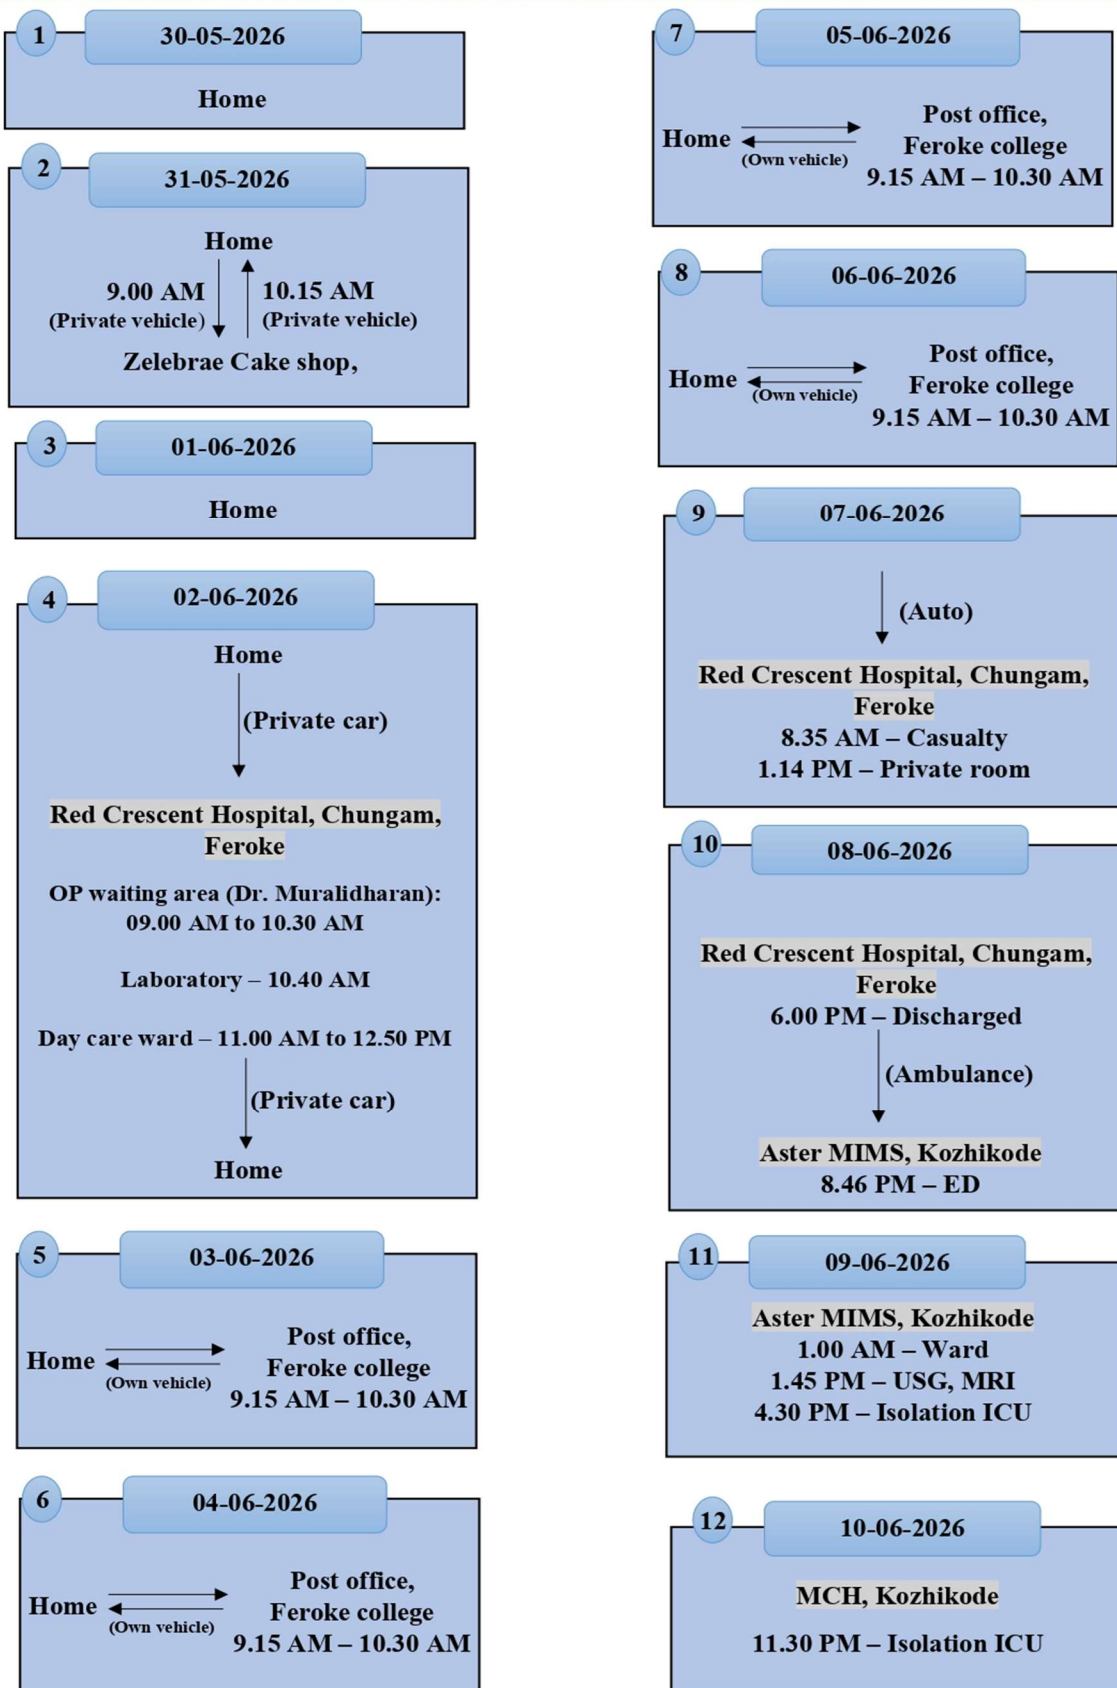 1
30-05-2026
Home
2
31-05-2026
Home
9.00 AM
(Private vehicle)
10.15 AM
(Private vehicle)
Zelebrae Cake shop,
3
01-06-2026
Home
4
02-06-2026
Home
(Private car)
Red Crescent Hospital, Chungam,
Feroke
OP waiting area (Dr. Muralidharan):
09.00 AM to 10.30 AM
Laboratory – 10.40 AM
Day care ward – 11.00 AM to 12.50 PM
(Private car)
Home
5
03-06-2026
Home
(Own vehicle)
Post office,
Feroke college
9.15 AM – 10.30 AM
6
04-06-2026
Home
(Own vehicle)
Post office,
Feroke college
9.15 AM – 10.30 AM
7
05-06-2026
Home
(Own vehicle)
Post office,
Feroke college
9.15 AM – 10.30 AM
8
06-06-2026
Home
(Own vehicle)
Post office,
Feroke college
9.15 AM – 10.30 AM
9
07-06-2026
(Auto)
Red Crescent Hospital, Chungam,
Feroke
8.35 AM – Casualty
1.14 PM – Private room
10
08-06-2026
Red Crescent Hospital, Chungam,
Feroke
6.00 PM – Discharged
(Ambulance)
Aster MIMS, Kozhikode
8.46 PM – ED
11
09-06-2026
Aster MIMS, Kozhikode
1.00 AM – Ward
1.45 PM – USG, MRI
4.30 PM – Isolation ICU
12
10-06-2026
MCH, Kozhikode
11.30 PM – Isolation ICU